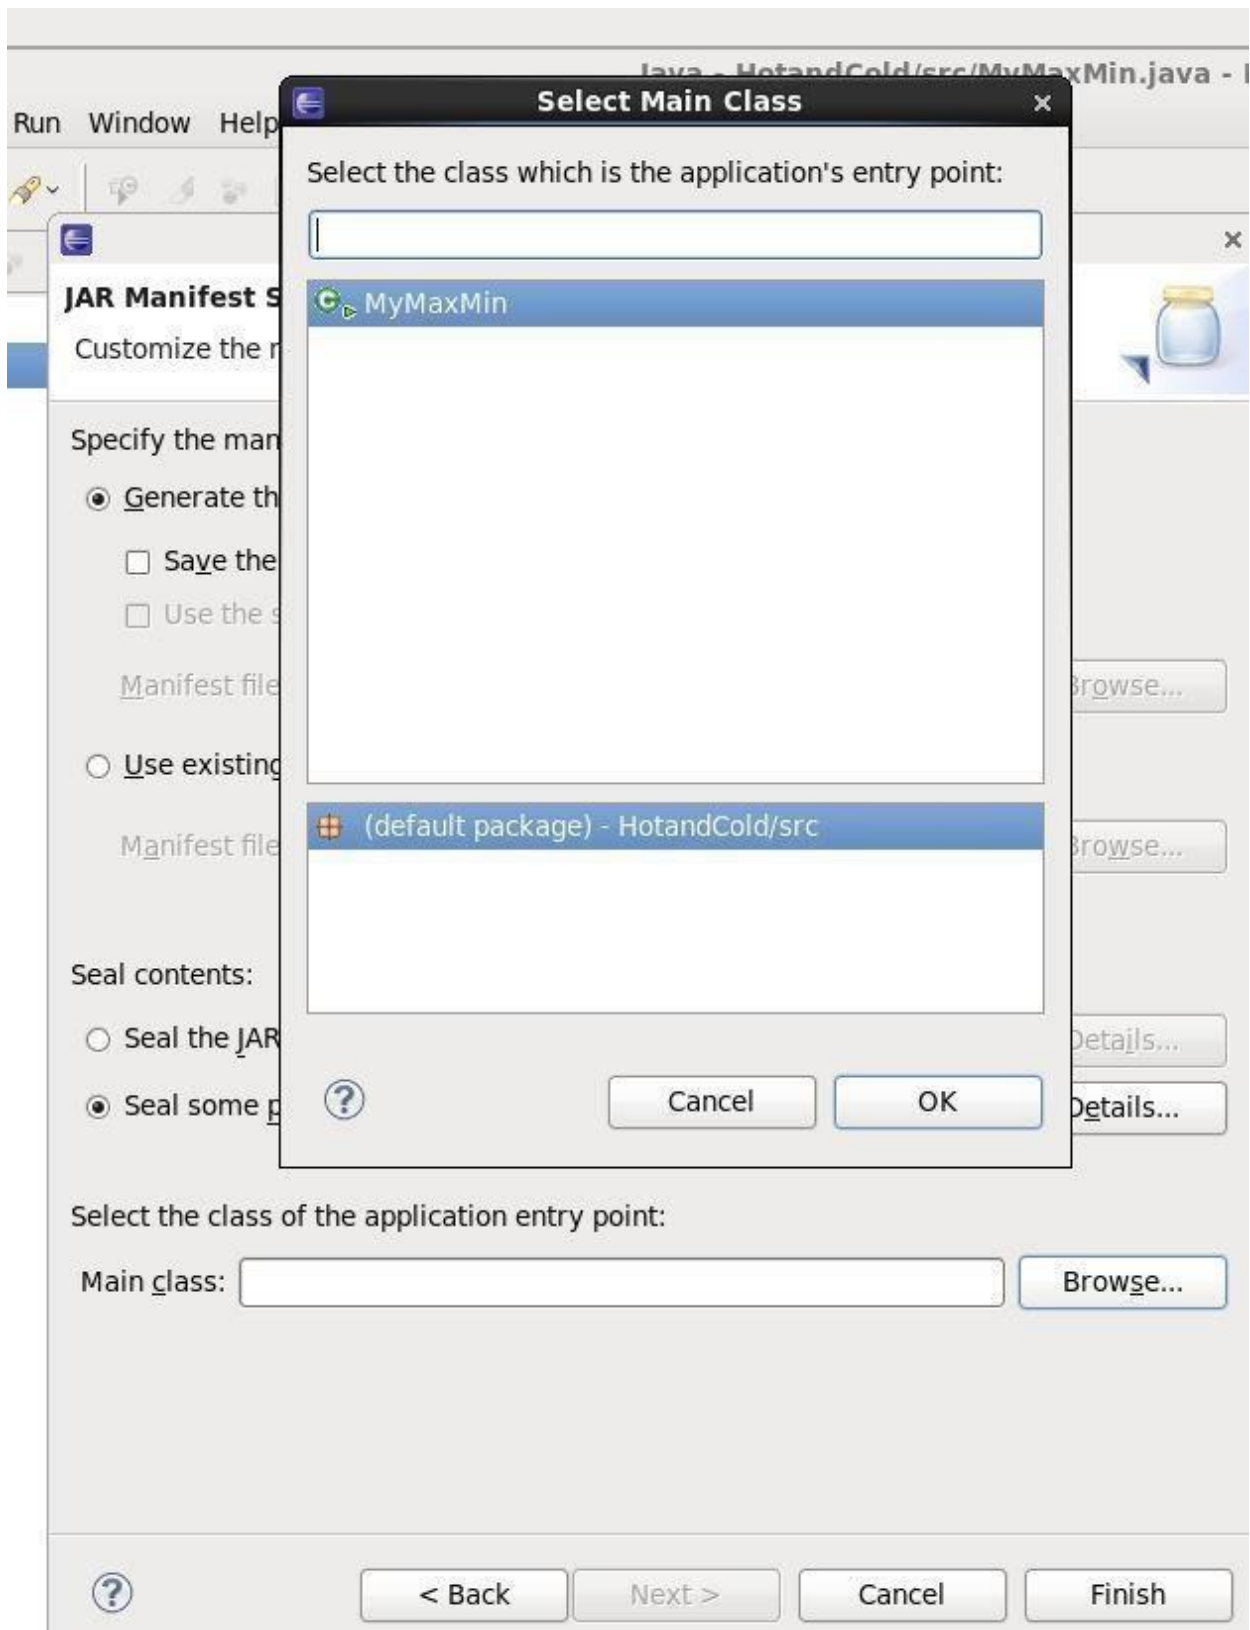 Java - HotandCold/src/MyMaxMin.java -
Run Window Help
Select Main Class
Select the class which is the application's entry point:
MyMaxMin
(default package) - HotandCold/src
Cancel
OK
JAR Manifest S
Customize the r
Specify the man
Generate th
Save the
Use the s
Manifest file
Browse...
Use existing
Manifest file
Browse...
Seal contents:
Seal the JAR
Details...
Seal some p
Details...
Select the class of the application entry point:
Main class:
Browse...
< Back
Next >
Cancel
Finish